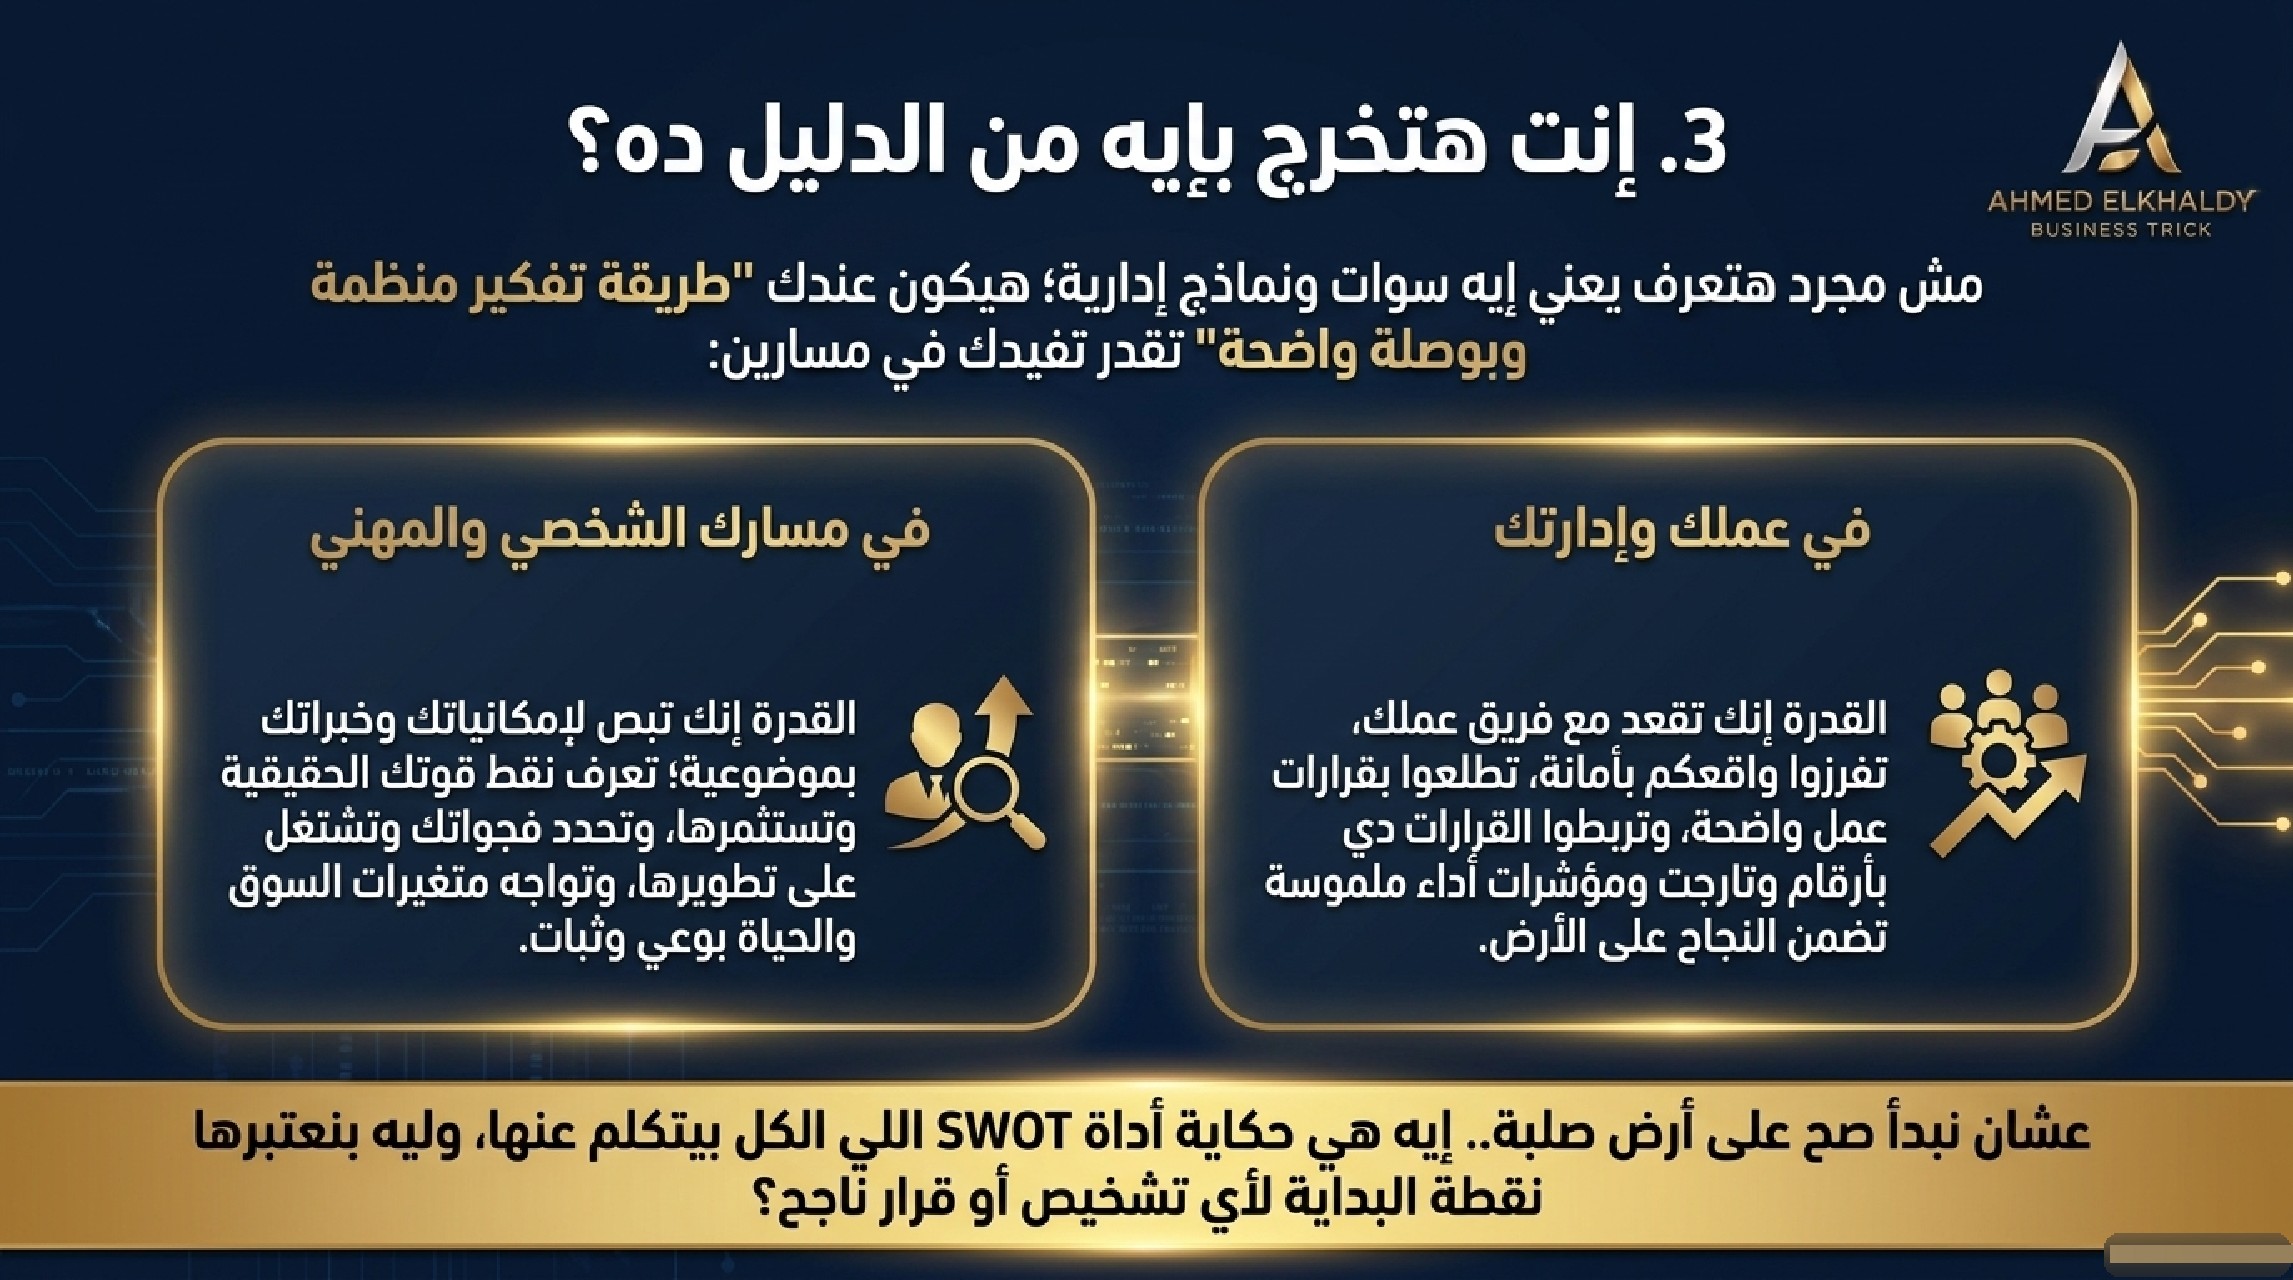 3. إنت هتخرج بإيه من الدليل ده؟
AHMED ELKHALDY
BUSINESS TRICK
مش مجرد هتعرف يعني إيه سوات ونماذج إدارية؛ هيكون عندك "طريقة تفكير منظمة
وبوصلة واضحة" تقدر تفيدك في مسارين:
في عملك وإدارتك
القدرة إنك تقعد مع فريق عملك،
تفرزوا واقعكم بأمانة، تطلعوا بقرارات
عمل واضحة، وتربطوا القرارات دي
بأرقام وتارجت ومؤشرات أداء ملموسة
تضمن النجاح على الأرض.
في مسارك الشخصي والمهني
القدرة إنك تبص لإمكانياتك وخبراتك
بموضوعية؛ تعرف نقط قوتك الحقيقية
وتستثمرها، وتحدد فجواتك وتشتغل
على تطويرها، وتواجه متغيرات السوق
والحياة بوعي وثبات.
عشان نبدأ صح على أرض صلبة.. إيه هي حكاية أداة SWOT اللي الكل بيتكلم عنها، وليه بنعتبرها
نقطة البداية لأي تشخيص أو قرار ناجح؟